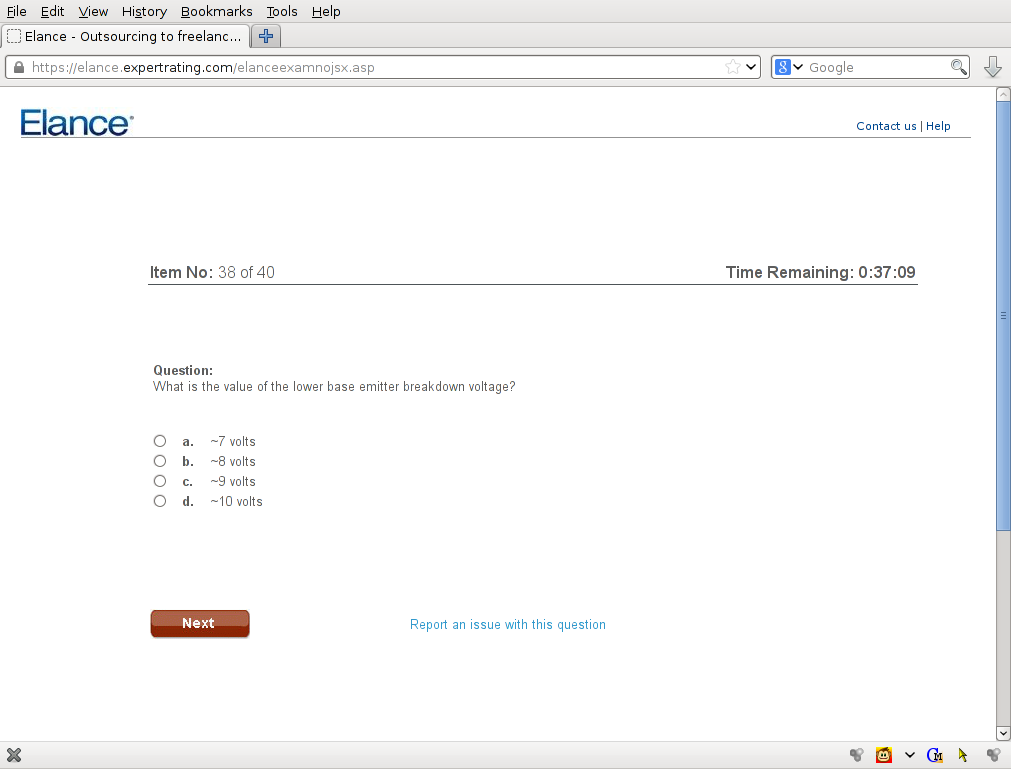 File Edit View History Bookmarks Tools Help
Elance - Outsourcing to freelanc...
https://elance.expertrating.com/elanceexamnojsx.asp
8 Google
Elance
Contact us | Help
Item No: 38 of 40
Time Remaining: 0:37:09
Question:
What is the value of the lower base emitter breakdown voltage?
a. ~7 volts
b. ~8 volts
c. ~9 volts
d. ~10 volts
Next
Report an issue with this question